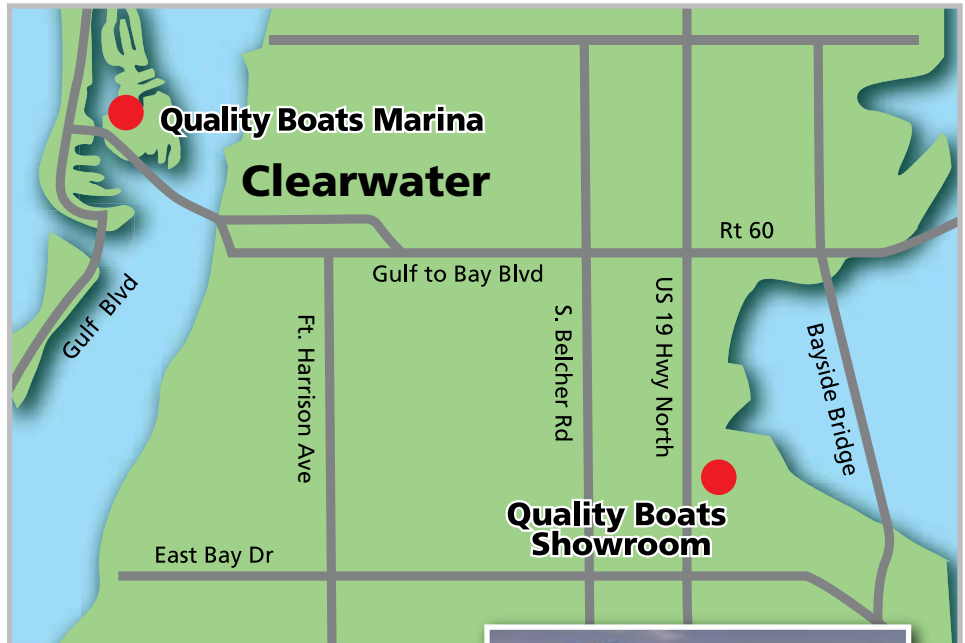 Quality Boats Marina
Clearwater
Rt 60
Gulf to Bay Blvd
Gulf Blvd
Ft. Harrison Ave
S. Belcher Rd
US 19 Hwy North
Bayside Bridge
Quality Boats
Showroom
East Bay Dr